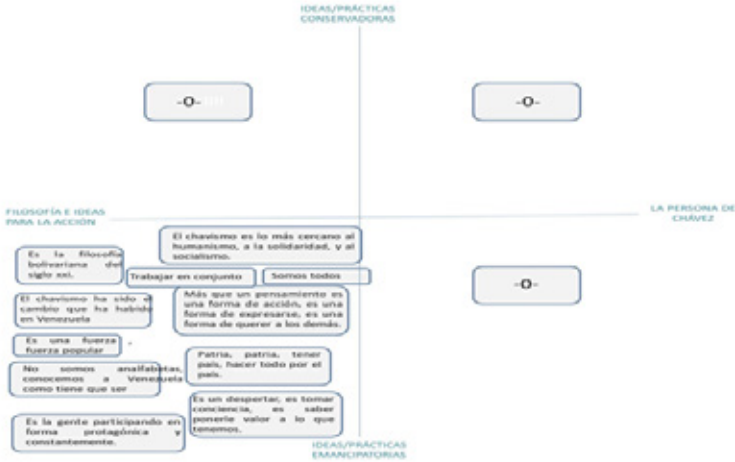 IDEAS/PRÁCTICAS
CONSERVADORAS
-O-
-O-
FILOSOFÍA E IDEAS
PARA LA ACCIÓN
LA PERSONA DE
CHÁVEZ
El chavismo es lo más cercano al
humanismo, a la solidaridad, y al
socialismo.
Es la filosofía
bolivariana del
siglo xxi.
Trabajar en conjunto
Somos todos
-0-
El chavismo ha sido el
cambio que ha habido
en Venezuela
Más que un pensamiento es
una forma de acción, es una
forma de expresarse, es una
forma de querer a los demás.
Es una fuerza ,
fuerza popular
No somos analfabetas,
conocemos a Venezuela
como tiene que ser
Patria, patria, tener
país, hacer todo por el
país.
Es un despertar, es tomar
conciencia, es saber
ponerle valor a lo que
tenemos.
Es la gente participando en
forma protagónica y
constantemente.
IDEAS/PRÁCTICAS
EMANCIPATORIAS